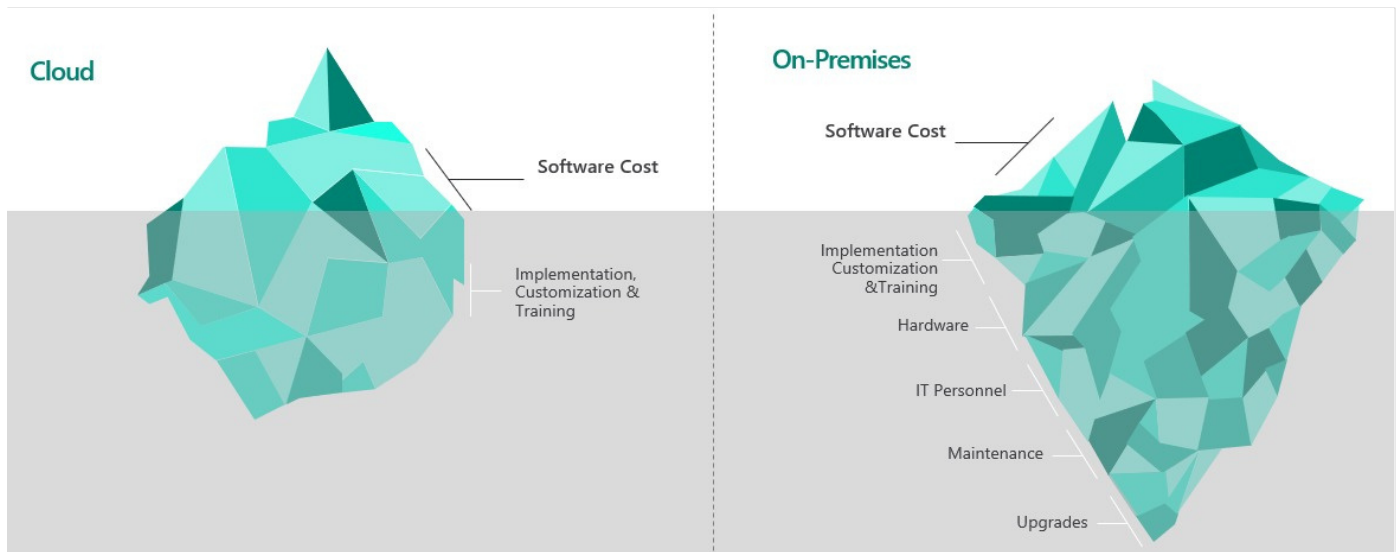 Cloud
Software Cost
Implementation,
Customization &
Training
On-Premises
Software Cost
Implementation
Customization
&Training
Hardware
IT Personnel
Maintenance
Upgrades